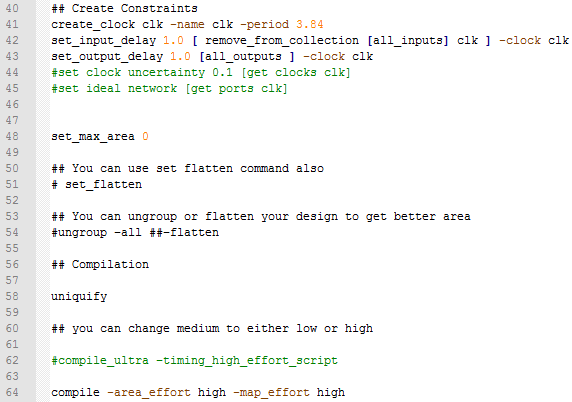 40 ## Create Constraints
41 create_clock clk -name clk -period 3.84
42 set_input_delay 1.0 [ remove_from_collection [all_inputs] clk ] -clock clk
43 set_output_delay 1.0 [all_outputs ] -clock clk
44 #set clock uncertainty 0.1 [get clocks clk]
45 #set ideal network [get ports clk]
46
47
48 set_max_area 0
49
50 ## You can use set flatten command also
51 # set_flatten
52
53 ## You can ungroup or flatten your design to get better area
54 #ungroup -all ##-flatten
55
56 ## Compilation
57
58 uniquify
59
60 ## you can change medium to either low or high
61
62 #compile_ultra -timing_high_effort_script
63
64 compile -area_effort high -map_effort high